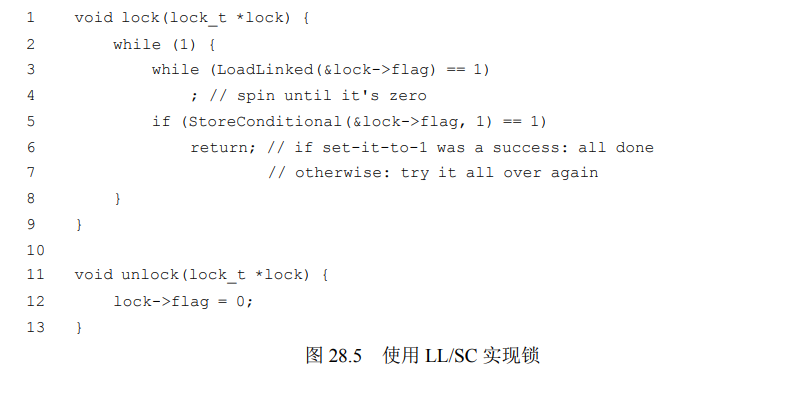 1 void lock(lock_t *lock) {
2 while (1) {
3 while (LoadLinked(&lock->flag) == 1)
4 ; // spin until it's zero
5 if (StoreConditional(&lock->flag, 1) == 1)
6 return; // if set-it-to-1 was a success: all done
7 // otherwise: try it all over again
8 }
9 }
10
11 void unlock(lock_t *lock) {
12 lock->flag = 0;
13 }
图 28.5 使用 LL/SC 实现锁